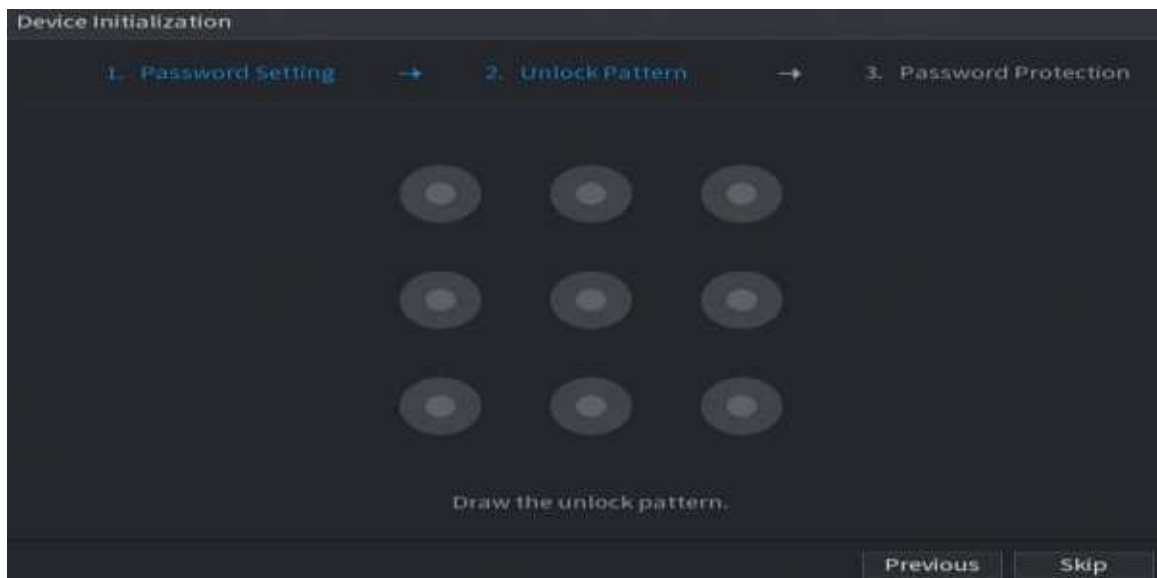 Device Initialization
1. Password Setting → 2. Unlock Pattern → 3. Password Protection
Draw the unlock pattern.
Previous Skip